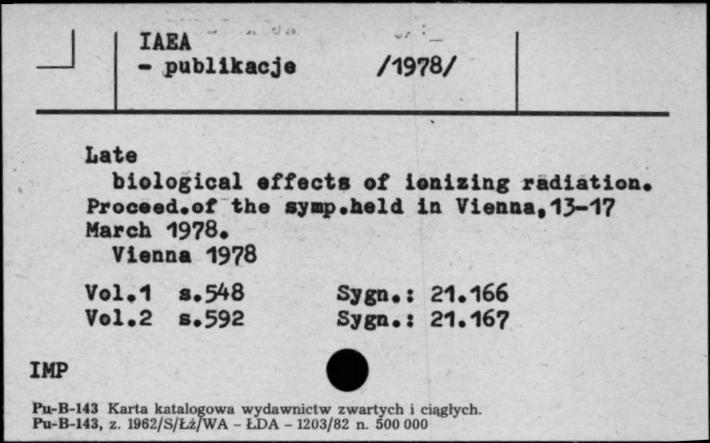 IAEA
- publikacje /1978/
Late
biological effects of ionizing radiation.
Proceed.of the symp.held in Vienna,13-17
March 1978.
Vienna 1978
Vol.1 s.548 Sygn.: 21.166
Vol.2 s.592 Sygn.: 21.167
IMP
Pu-B-143 Karta katalogowa wydawnictw zwartych i ciągłych.
Pu-B-143, z. 1962/S/Łż/WA - ŁDA - 1203/82 n. 500 000